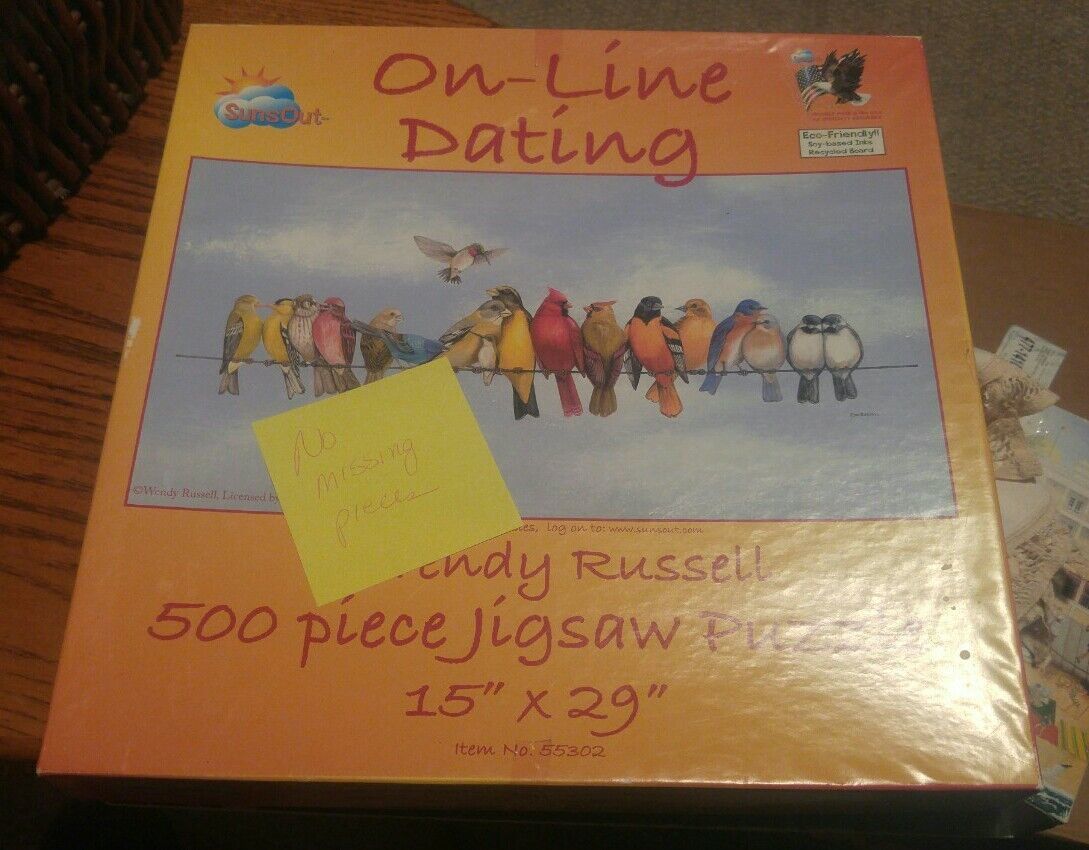 On-Line
Dating
SunsOut
Eco-Friendly!!
Soy-based Inks
Recycled Board
No
missing
pieces
©Wendy Russell, Licensed by
log on to: www.sunsout.com
Russell
500 piece Jigsaw Puzzle
15" x 29"
Item No. 55302